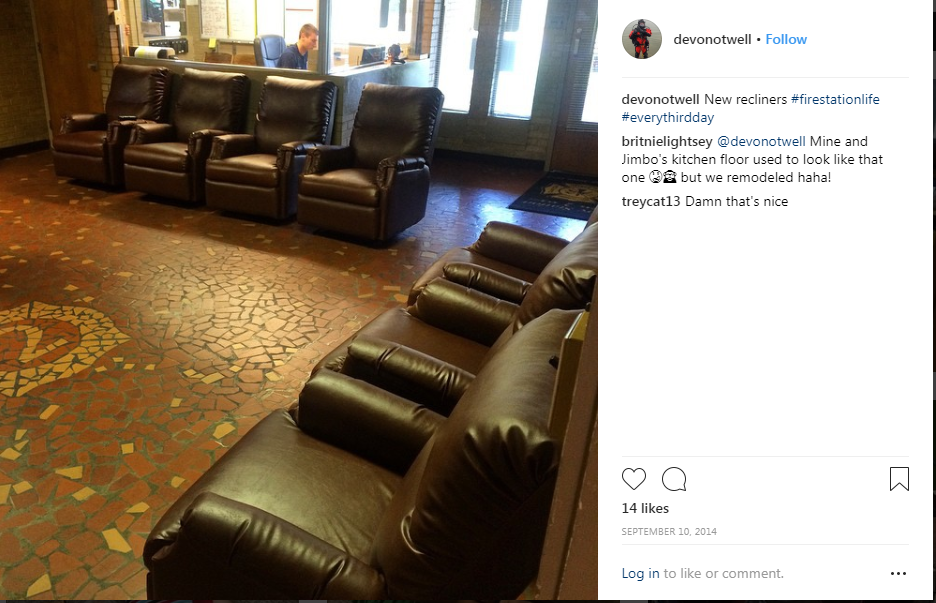 devonotwell • Follow
devonotwell New recliners #firestationlife
#everythirdday
britnielightsey @devonotwell Mine and
Jimbo's kitchen floor used to look like that
one 😳🙈 but we remodeled haha!
treycat13 Damn that's nice
14 likes
SEPTEMBER 10, 2014
Log in to like or comment.
2